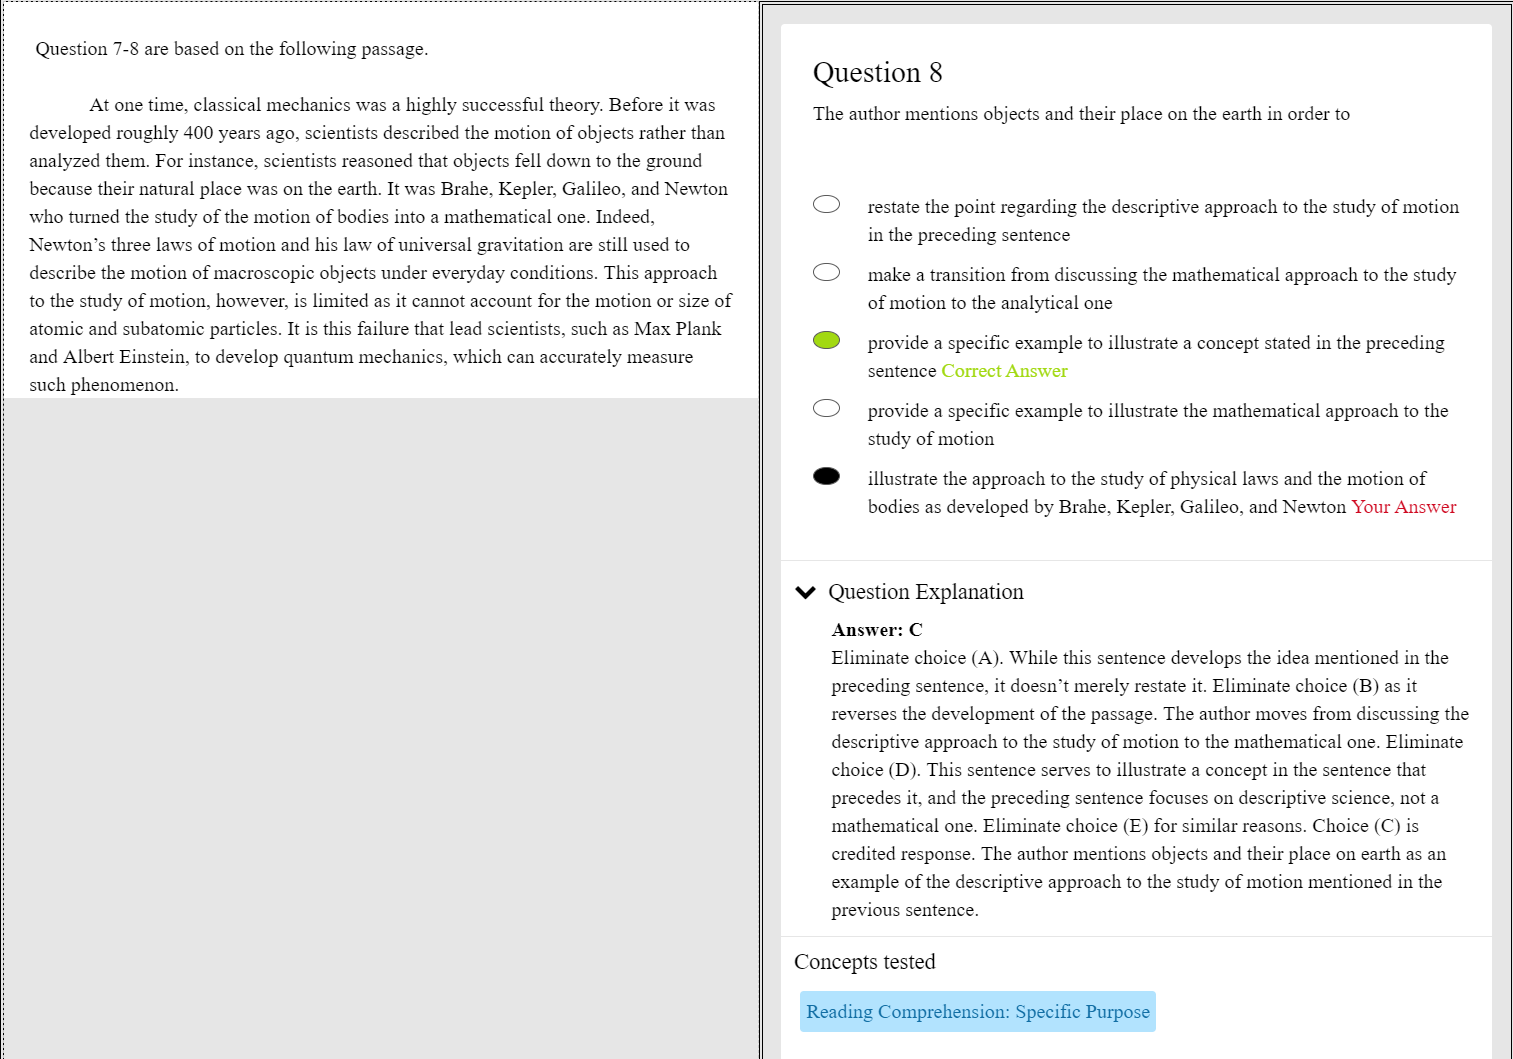 Question 7-8 are based on the following passage.
At one time, classical mechanics was a highly successful theory. Before it was
developed roughly 400 years ago, scientists described the motion of objects rather than
analyzed them. For instance, scientists reasoned that objects fell down to the ground
because their natural place was on the earth. It was Brahe, Kepler, Galileo, and Newton
who turned the study of the motion of bodies into a mathematical one. Indeed,
Newton’s three laws of motion and his law of universal gravitation are still used to
describe the motion of macroscopic objects under everyday conditions. This approach
to the study of motion, however, is limited as it cannot account for the motion or size of
atomic and subatomic particles. It is this failure that lead scientists, such as Max Plank
and Albert Einstein, to develop quantum mechanics, which can accurately measure
such phenomenon.
Question 8
The author mentions objects and their place on the earth in order to
restate the point regarding the descriptive approach to the study of motion
in the preceding sentence
make a transition from discussing the mathematical approach to the study
of motion to the analytical one
provide a specific example to illustrate a concept stated in the preceding
sentence Correct Answer
provide a specific example to illustrate the mathematical approach to the
study of motion
illustrate the approach to the study of physical laws and the motion of
bodies as developed by Brahe, Kepler, Galileo, and Newton Your Answer
Question Explanation
Answer: C
Eliminate choice (A). While this sentence develops the idea mentioned in the
preceding sentence, it doesn’t merely restate it. Eliminate choice (B) as it
reverses the development of the passage. The author moves from discussing the
descriptive approach to the study of motion to the mathematical one. Eliminate
choice (D). This sentence serves to illustrate a concept in the sentence that
precedes it, and the preceding sentence focuses on descriptive science, not a
mathematical one. Eliminate choice (E) for similar reasons. Choice (C) is
credited response. The author mentions objects and their place on earth as an
example of the descriptive approach to the study of motion mentioned in the
previous sentence.
Concepts tested
Reading Comprehension: Specific Purpose